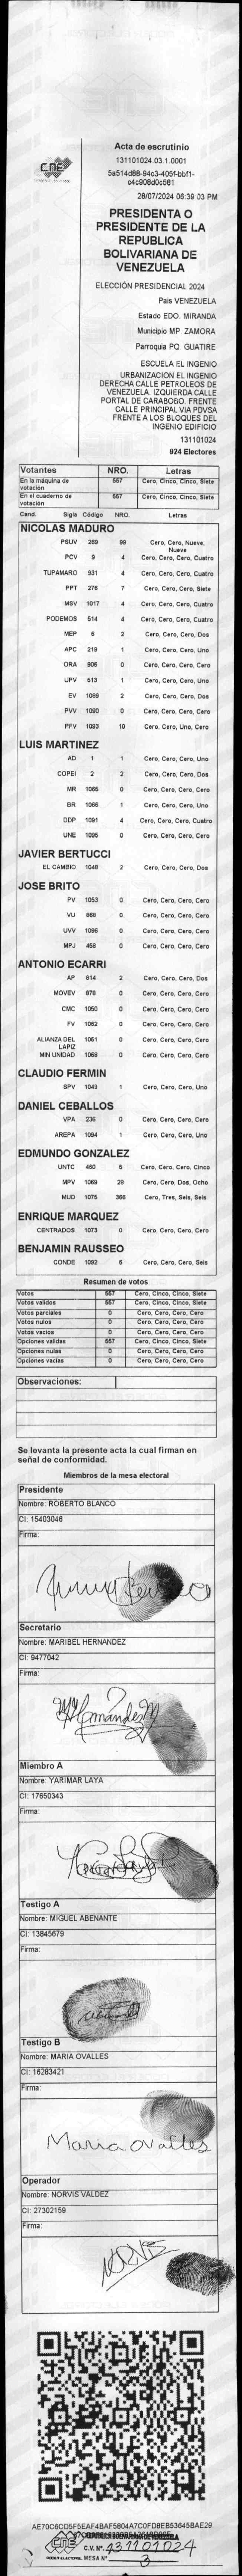 CNE
Acta de escrutinio
131101024.03.1.0001
5a514d88-94c3-405f-bbf1-
c4c908d0c581
28/07/2024 06:39:03 PM
PRESIDENTA O
PRESIDENTE DE LA
REPUBLICA
BOLIVARIANA DE
VENEZUELA
ELECCIÓN PRESIDENCIAL 2024
País VENEZUELA
Estado EDO. MIRANDA
Municipio MP. ZAMORA
Parroquia PQ. GUATIRE
ESCUELA EL INGENIO
URBANIZACION EL INGENIO
DERECHA CALLE PETROLEOS DE
VENEZUELA. IZQUIERDA CALLE
PORTAL DE CARABOBO. FRENTE
CALLE PRINCIPAL VIA PDVSA
FRENTE A LOS BLOQUES DEL
INGENIO EDIFICIO
131101024
924 Electores
Votantes NRO. Letras
En la máquina de votación 557 Cero, Cinco, Cinco, Siete
En el cuaderno de votación 557 Cero, Cinco, Cinco, Siete
Cand. Sigla Código NRO. Letras
NICOLAS MADURO
PSUV 269 99 Cero, Cero, Nueve, Nueve
PCV 9 4 Cero, Cero, Cero, Cuatro
TUPAMARO 931 4 Cero, Cero, Cero, Cuatro
PPT 276 7 Cero, Cero, Cero, Siete
MSV 1017 4 Cero, Cero, Cero, Cuatro
PODEMOS 514 4 Cero, Cero, Cero, Cuatro
MEP 6 2 Cero, Cero, Cero, Dos
APC 219 1 Cero, Cero, Cero, Uno
ORA 906 0 Cero, Cero, Cero, Cero
UPV 513 1 Cero, Cero, Cero, Uno
EV 1089 2 Cero, Cero, Cero, Dos
PVV 1090 0 Cero, Cero, Cero, Cero
PFV 1093 10 Cero, Cero, Uno, Cero
LUIS MARTINEZ
AD 1 1 Cero, Cero, Cero, Uno
COPEI 2 2 Cero, Cero, Cero, Dos
MR 1065 0 Cero, Cero, Cero, Cero
BR 1066 1 Cero, Cero, Cero, Uno
DDP 1091 4 Cero, Cero, Cero, Cuatro
UNE 1095 0 Cero, Cero, Cero, Cero
JAVIER BERTUCCI
EL CAMBIO 1048 2 Cero, Cero, Cero, Dos
JOSE BRITO
PV 1053 0 Cero, Cero, Cero, Cero
VU 868 0 Cero, Cero, Cero, Cero
UVV 1096 0 Cero, Cero, Cero, Cero
MPJ 458 0 Cero, Cero, Cero, Cero
ANTONIO ECARRI
AP 814 2 Cero, Cero, Cero, Dos
MOVEV 878 0 Cero, Cero, Cero, Cero
CMC 1050 0 Cero, Cero, Cero, Cero
FV 1062 0 Cero, Cero, Cero, Cero
ALIANZA DEL LAPIZ 1061 0 Cero, Cero, Cero, Cero
MIN UNIDAD 1068 0 Cero, Cero, Cero, Cero
CLAUDIO FERMIN
SPV 1049 1 Cero, Cero, Cero, Uno
DANIEL CEBALLOS
VPA 236 0 Cero, Cero, Cero, Cero
AREPA 1094 1 Cero, Cero, Cero, Uno
EDMUNDO GONZALEZ
UNTC 460 5 Cero, Cero, Cero, Cinco
MPV 1069 28 Cero, Cero, Dos, Ocho
MUD 1075 366 Cero, Tres, Seis, Seis
ENRIQUE MARQUEZ
CENTRADOS 1073 0 Cero, Cero, Cero, Cero
BENJAMIN RAUSSEO
CONDE 1092 6 Cero, Cero, Cero, Seis
Resumen de votos
Votos 557 Cero, Cinco, Cinco, Siete
Votos validos 557 Cero, Cinco, Cinco, Siete
Votos parciales 0 Cero, Cero, Cero, Cero
Votos nulos 0 Cero, Cero, Cero, Cero
Votos vacios 0 Cero, Cero, Cero, Cero
Opciones validas 557 Cero, Cinco, Cinco, Siete
Opciones nulas 0 Cero, Cero, Cero, Cero
Opciones vacias 0 Cero, Cero, Cero, Cero
Observaciones:
Se levanta la presente acta la cual firman en
señal de conformidad.
Miembros de la mesa electoral
Presidente
Nombre: ROBERTO BLANCO
CI: 15403046
Firma:
Secretario
Nombre: MARIBEL HERNANDEZ
CI: 9477042
Firma:
Miembro A
Nombre: YARIMAR LAYA
CI: 17650343
Firma:
Testigo A
Nombre: MIGUEL ABENANTE
CI: 13845679
Firma:
Testigo B
Nombre: MARIA OVALLES
CI: 16283421
Firma:
Maria ovalles
Operador
Nombre: NORVIS VALDEZ
CI: 27302159
Firma:
NORVIS
AE70C6CD5F5EAF4BAF5804A7C0FD8EB53645BAE29
CNE
C.V. Nº. 131101024
MESA Nº 3